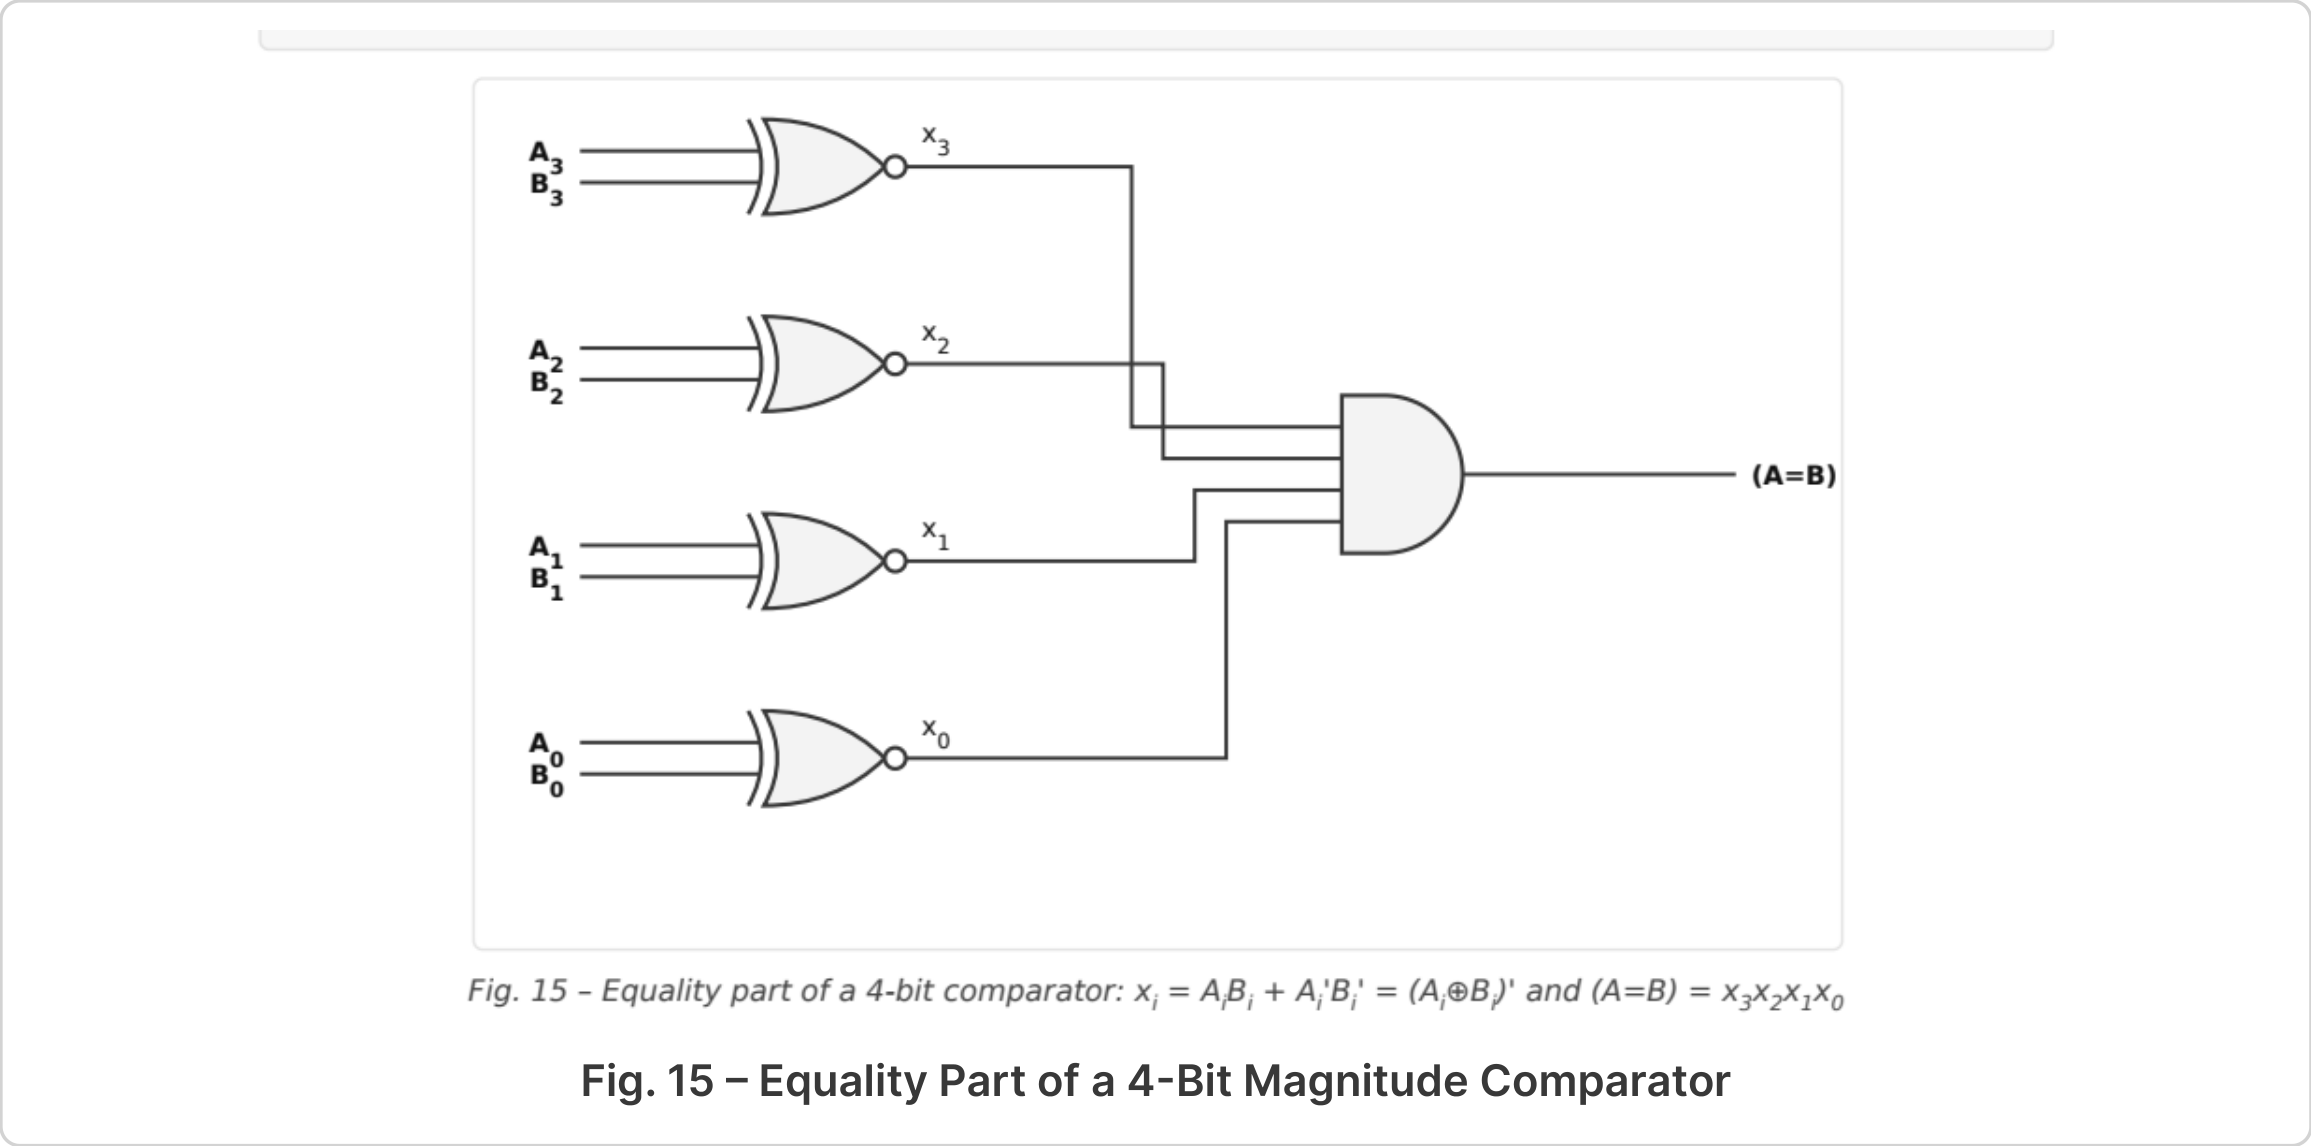 x₃
A₃
B₃
x₂
A₂
B₂
(A=B)
x₁
A₁
B₁
x₀
A₀
B₀
Fig. 15 – Equality part of a 4-bit comparator: xᵢ = AᵢBᵢ + Aᵢ'Bᵢ' = (Aᵢ⊕Bᵢ)' and (A=B) = x₃x₂x₁x₀
Fig. 15 – Equality Part of a 4-Bit Magnitude Comparator